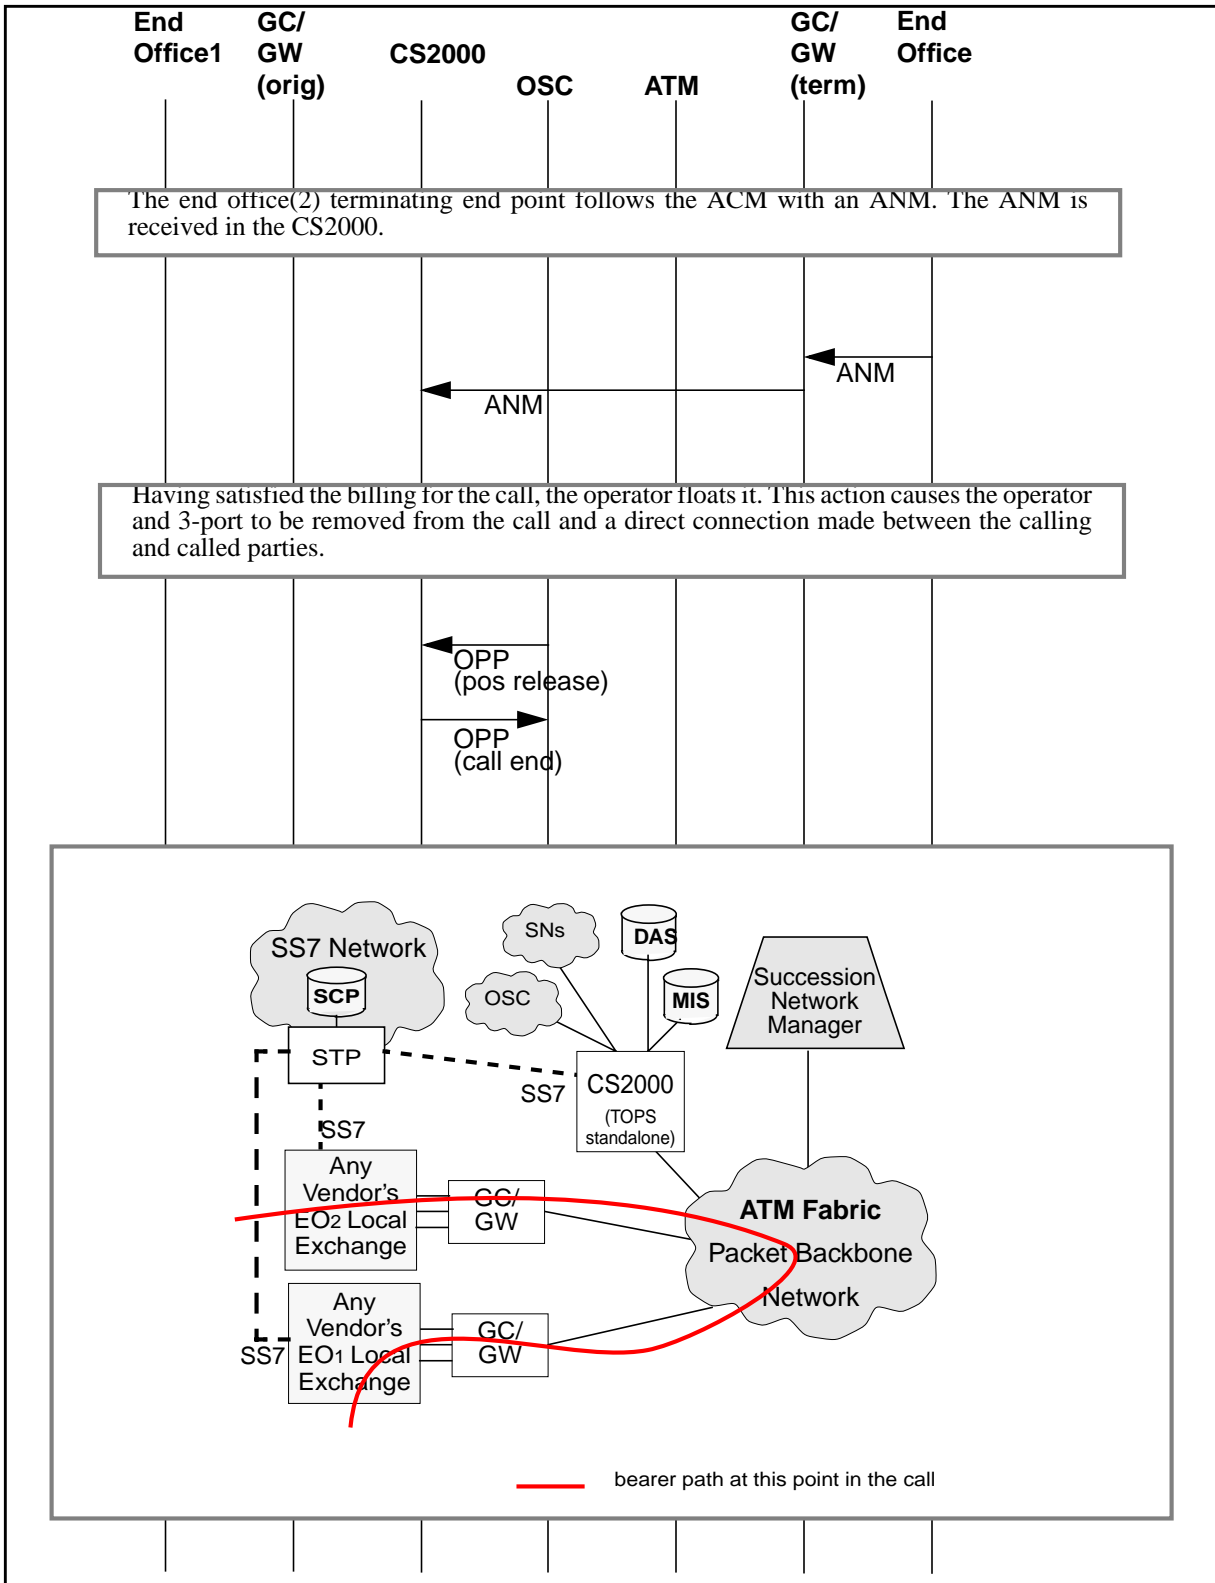 End
Office1
GC/
GW
(orig)
CS2000
OSC
ATM
GC/
GW
(term)
End
Office
The end office(2) terminating end point follows the ACM with an ANM. The ANM is
received in the CS2000.
ANM
ANM
Having satisfied the billing for the call, the operator floats it. This action causes the operator
and 3-port to be removed from the call and a direct connection made between the calling
and called parties.
OPP
(pos release)
OPP
(call end)
SS7 Network
SCP
STP
SNs
OSC
DAS
MIS
Succession
Network
Manager
SS7
CS2000
(TOPS
standalone)
SS7
Any
Vendor's
EO2 Local
Exchange
GC/
GW
ATM Fabric
Packet Backbone
Network
SS7
Any
Vendor's
EO1 Local
Exchange
GC/
GW
bearer path at this point in the call